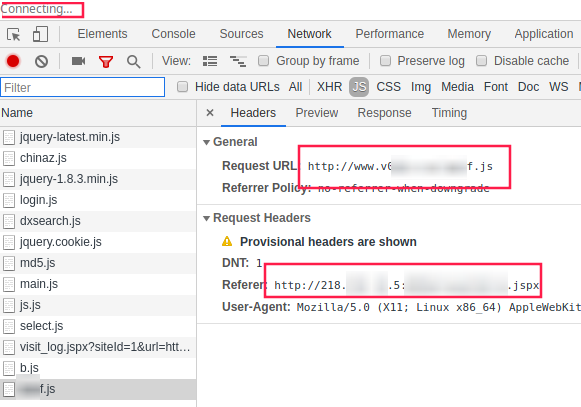 Connecting...
Elements Console Sources Network Performance Memory Application
View: Group by frame Preserve log Disable cache
Filter Hide data URLs All XHR JS CSS Img Media Font Doc WS
Name
× Headers Preview Response Timing
jquery-latest.min.js
chinaz.js
jquery-1.8.3.min.js
login.js
dxsearch.js
jquery.cookie.js
md5.js
main.js
js.js
select.js
visit_log.jspx?siteId=1&url=htt...
b.js
f.js
General
Request URL: http://www.v f.js
Referrer Policy: no-referrer-when-downgrade
Request Headers
Provisional headers are shown
DNT: 1
Referer: http://218. .5: .jspx
User-Agent: Mozilla/5.0 (X11; Linux x86_64) AppleWebKit